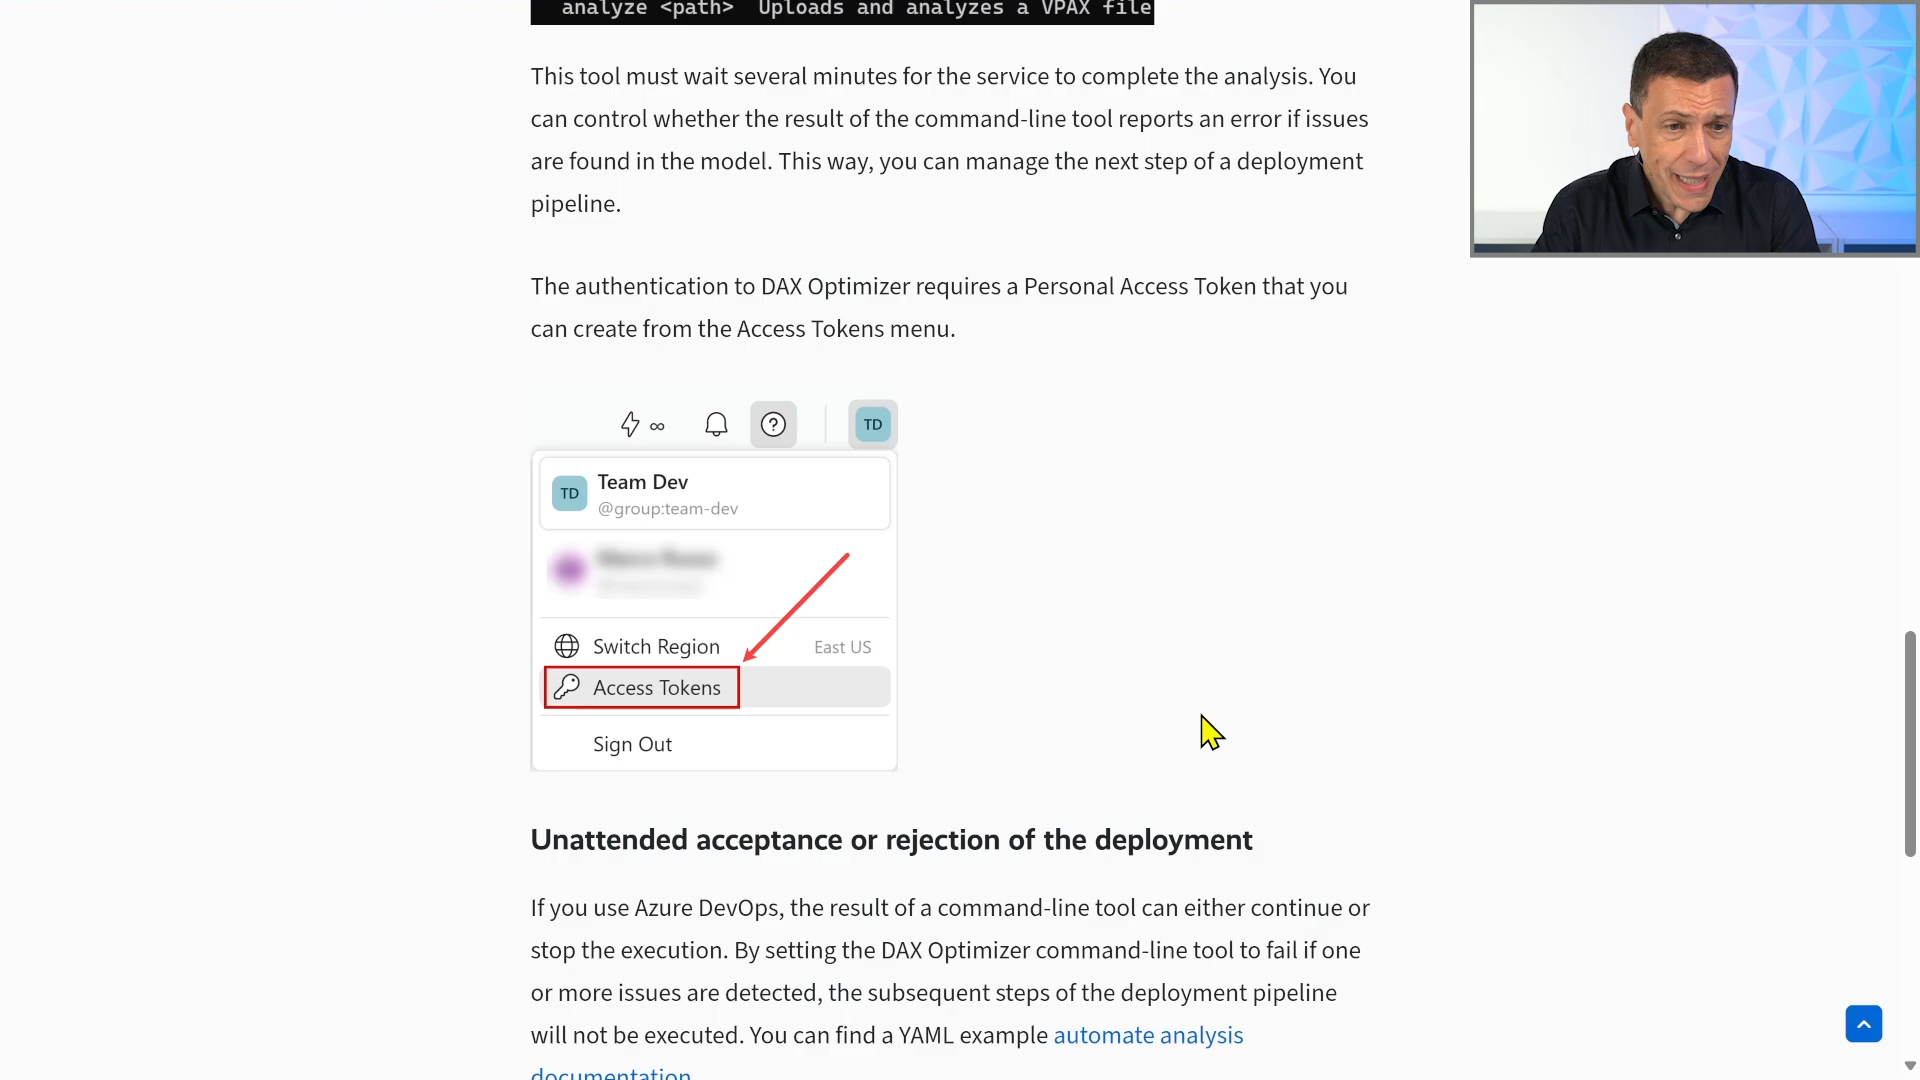 analyze <path>  Uploads and analyzes a VPAX file
This tool must wait several minutes for the service to complete the analysis. You
can control whether the result of the command-line tool reports an error if issues
are found in the model. This way, you can manage the next step of a deployment
pipeline.
The authentication to DAX Optimizer requires a Personal Access Token that you
can create from the Access Tokens menu.
∞
TD
TD
Team Dev
@group:team-dev
Switch Region
East US
Access Tokens
Sign Out
Unattended acceptance or rejection of the deployment
If you use Azure DevOps, the result of a command-line tool can either continue or
stop the execution. By setting the DAX Optimizer command-line tool to fail if one
or more issues are detected, the subsequent steps of the deployment pipeline
will not be executed. You can find a YAML example automate analysis
documentation